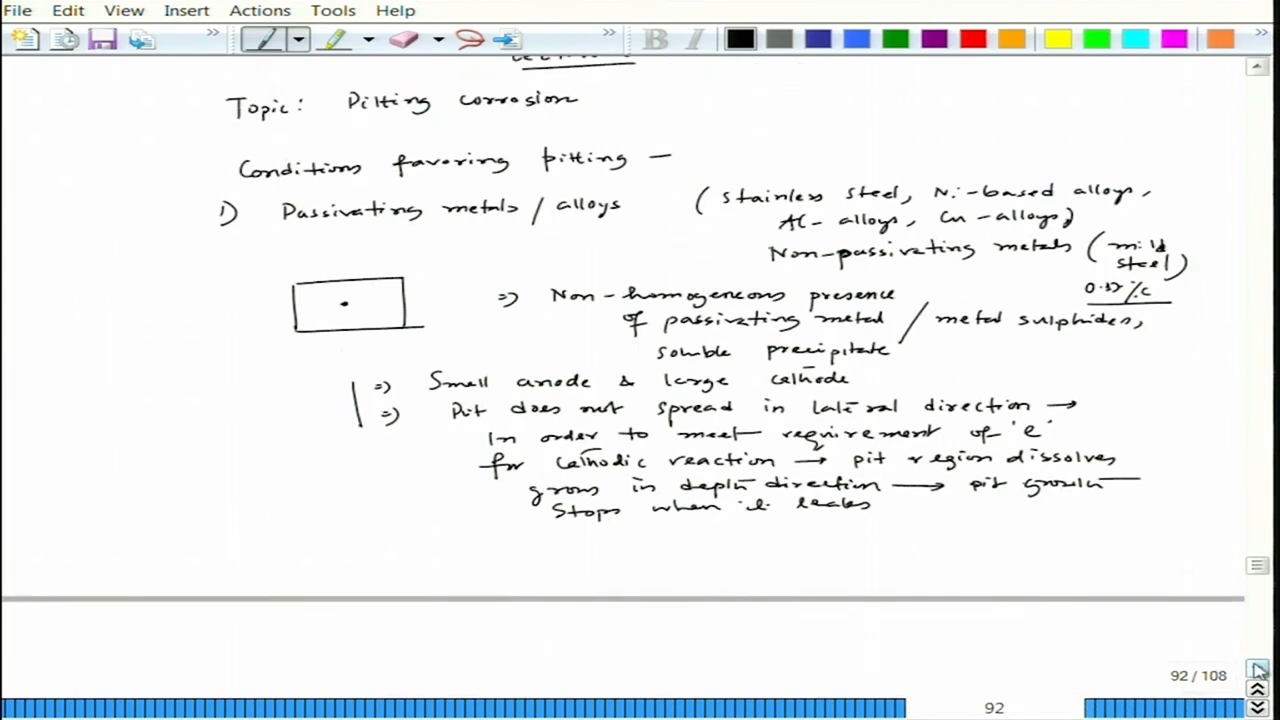 File Edit View Insert Actions Tools Help
Topic: Pitting corrosion
Conditions favoring pitting —
1) Passivating metals / alloys (Stainless steel, Ni-based alloys,
Al- alloys, Cu-alloys)
Non-passivating metals (mild
steel)
=> Non-homogeneous presence
of passivating metal / metal sulphides,
soluble precipitate
=> Small anode & large cathode
=> Pit does not spread in lateral direction →
In order to meet requirement of 'e'
for cathodic reaction → pit region dissolves
grows in depth direction → pit growth
stops when it leaks
92 / 108
92